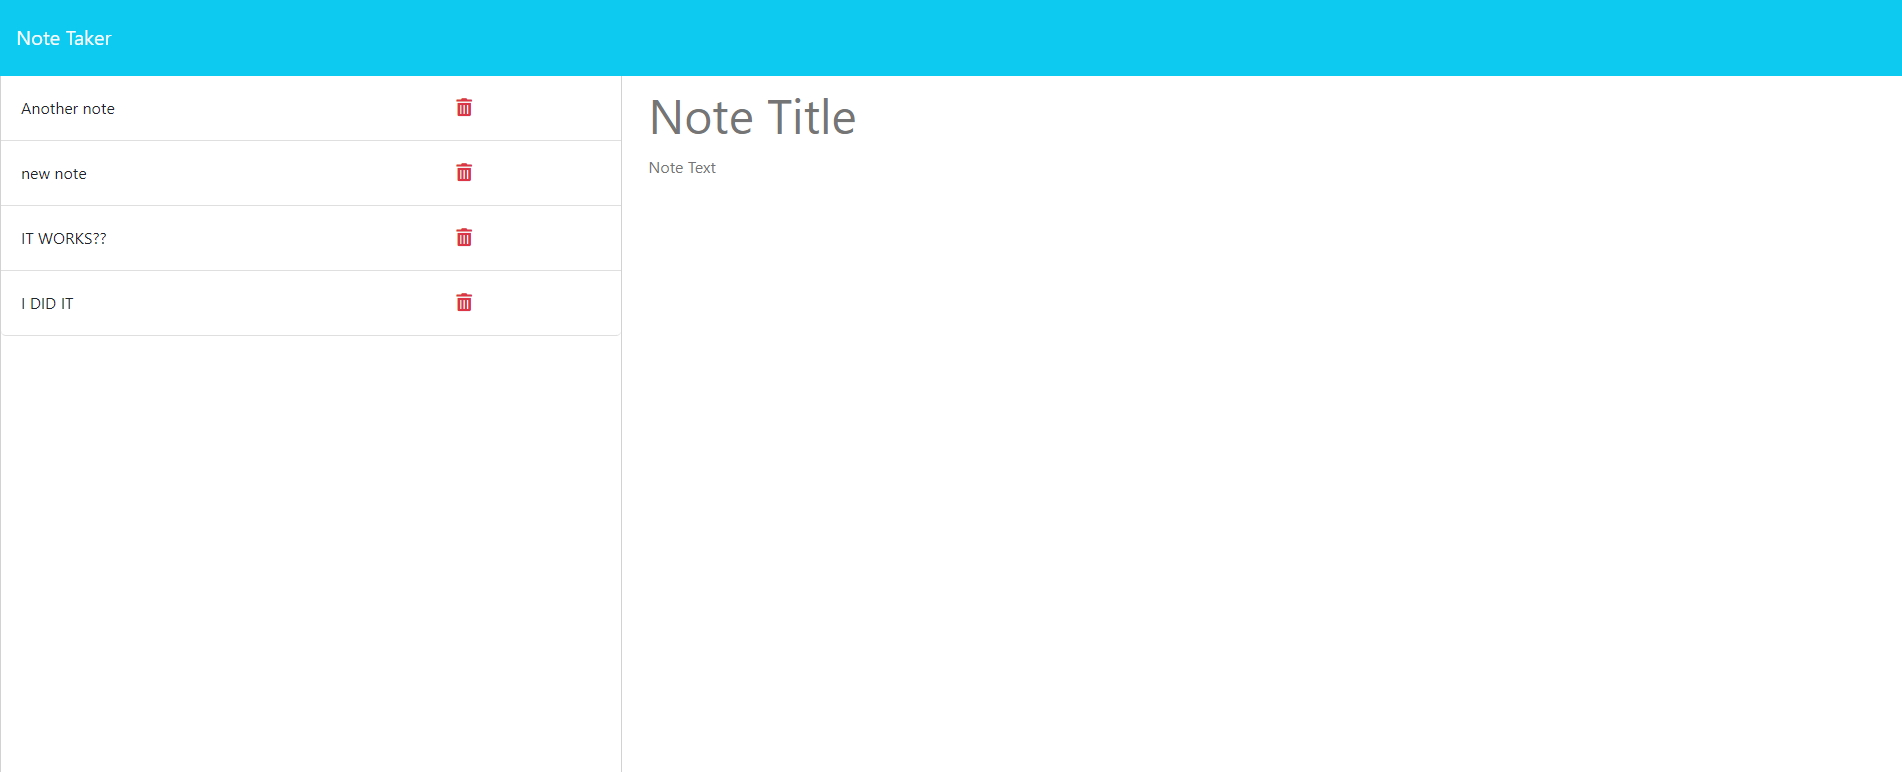 Note Taker
Another note
new note
IT WORKS??
I DID IT
Note Title
Note Text